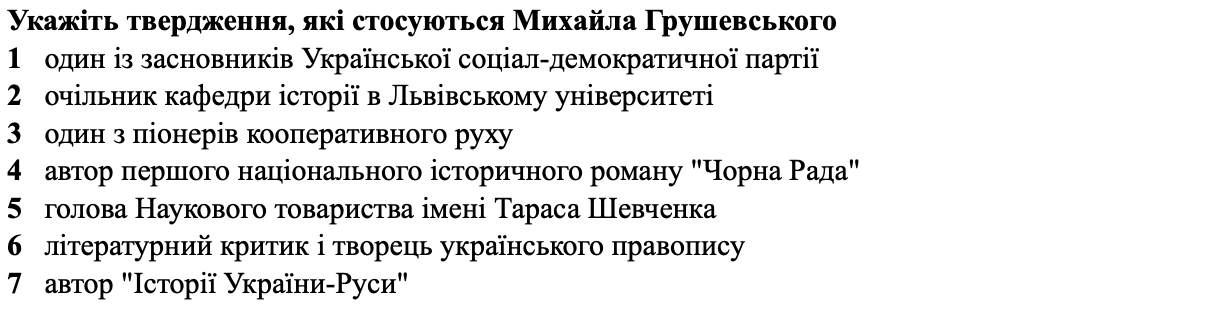 Укажіть твердження, які стосуються Михайла Грушевського
1 один із засновників Української соціал-демократичної партії
2 очільник кафедри історії в Львівському університеті
3 один з піонерів кооперативного руху
4 автор першого національного історичного роману "Чорна Рада"
5 голова Наукового товариства імені Тараса Шевченка
6 літературний критик і творець українського правопису
7 автор "Історії України-Руси"